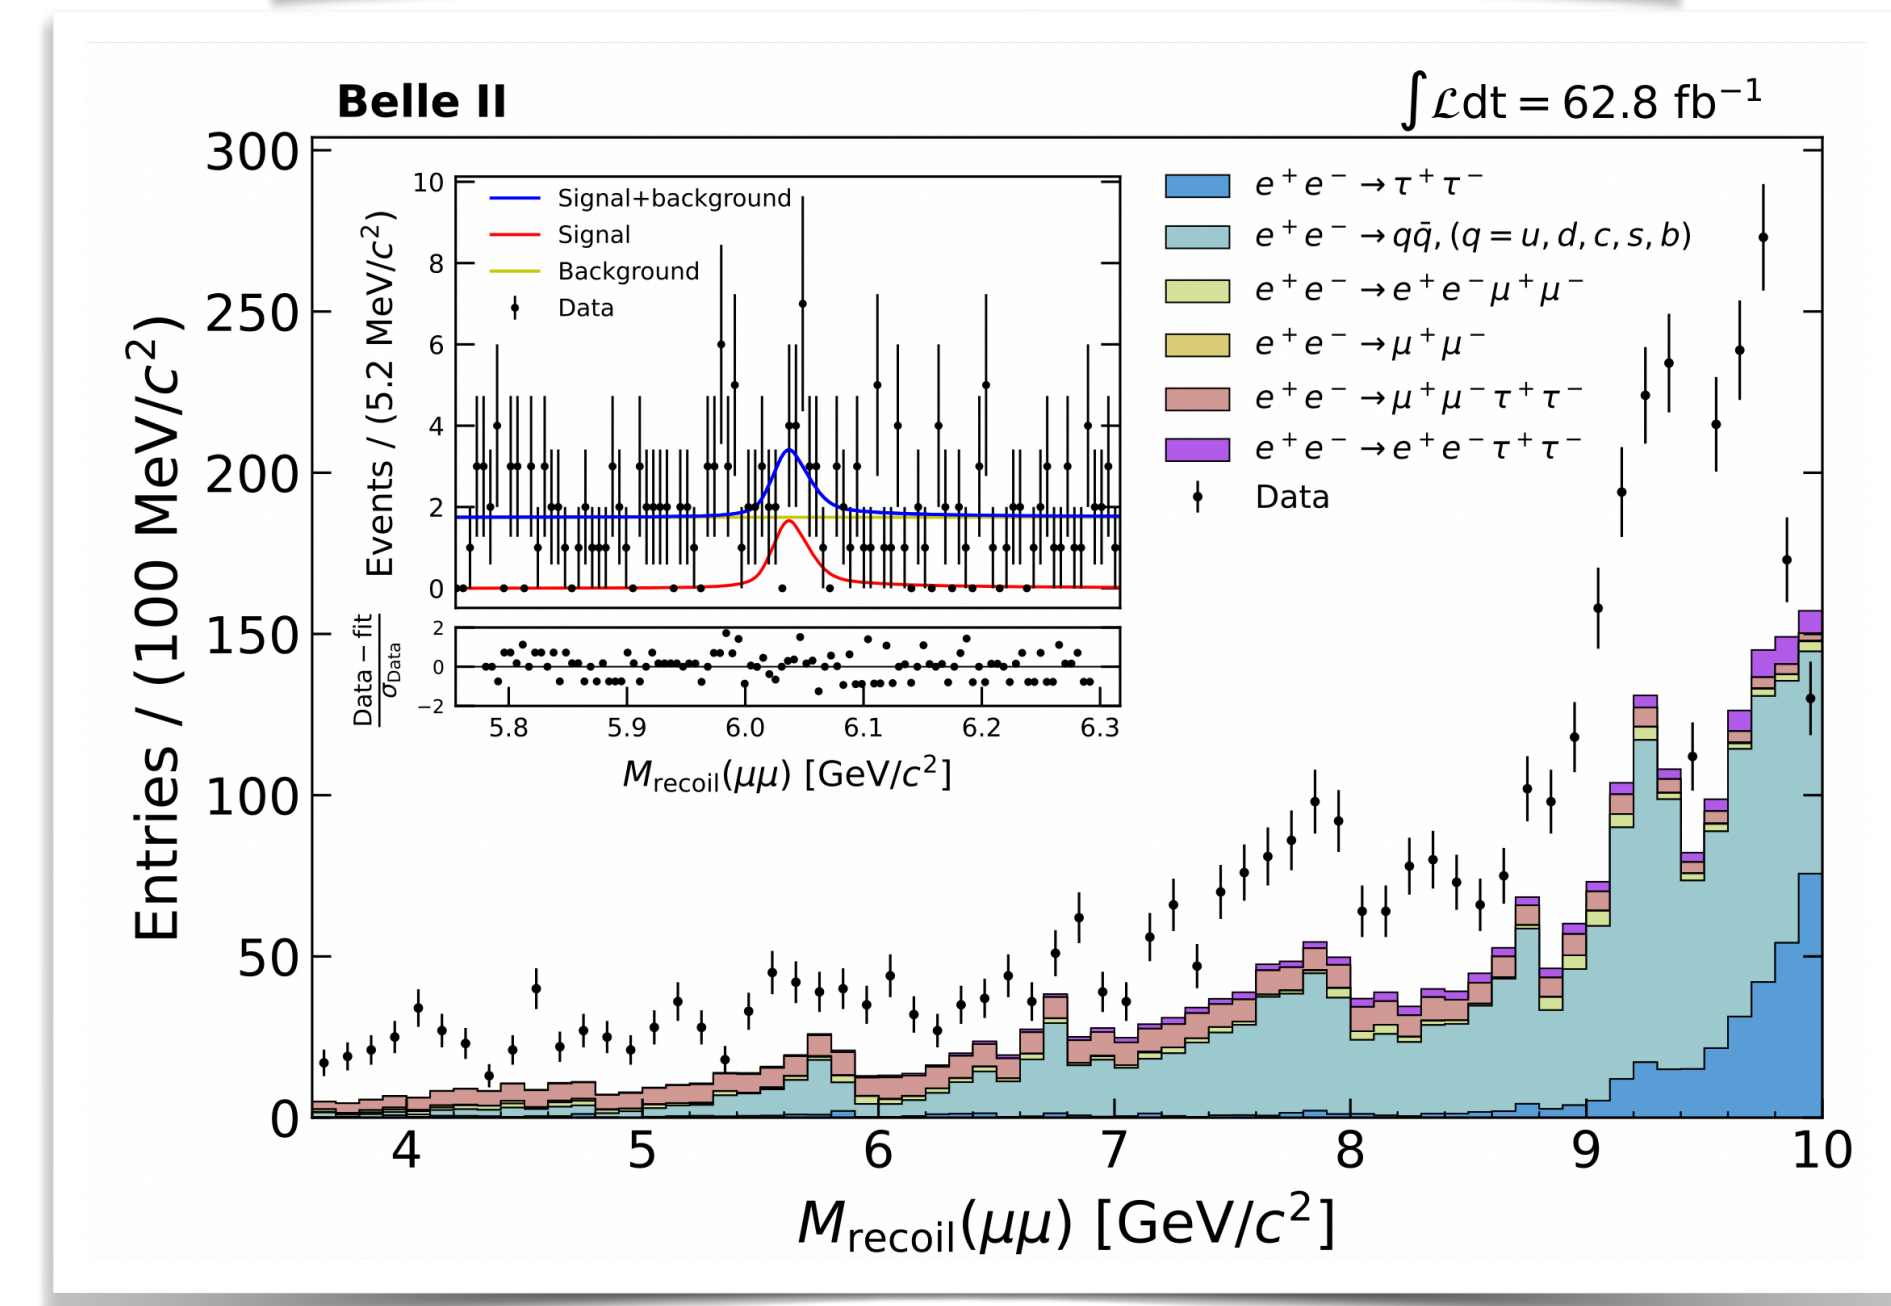 Belle II
∫ℒdt = 62.8 fb⁻¹
Entries / (100 MeV/c²)
300
250
200
150
100
50
0
4 5 6 7 8 9 10
M_recoil(μμ) [GeV/c²]
Events / (5.2 MeV/c²)
10
8
6
4
2
0
Signal+background
Signal
Background
Data
Data − fit
σ_Data
2
0
−2
5.8 5.9 6.0 6.1 6.2 6.3
M_recoil(μμ) [GeV/c²]
e⁺e⁻ → τ⁺τ⁻
e⁺e⁻ → qq̄, (q = u, d, c, s, b)
e⁺e⁻ → e⁺e⁻μ⁺μ⁻
e⁺e⁻ → μ⁺μ⁻
e⁺e⁻ → μ⁺μ⁻τ⁺τ⁻
e⁺e⁻ → e⁺e⁻τ⁺τ⁻
Data